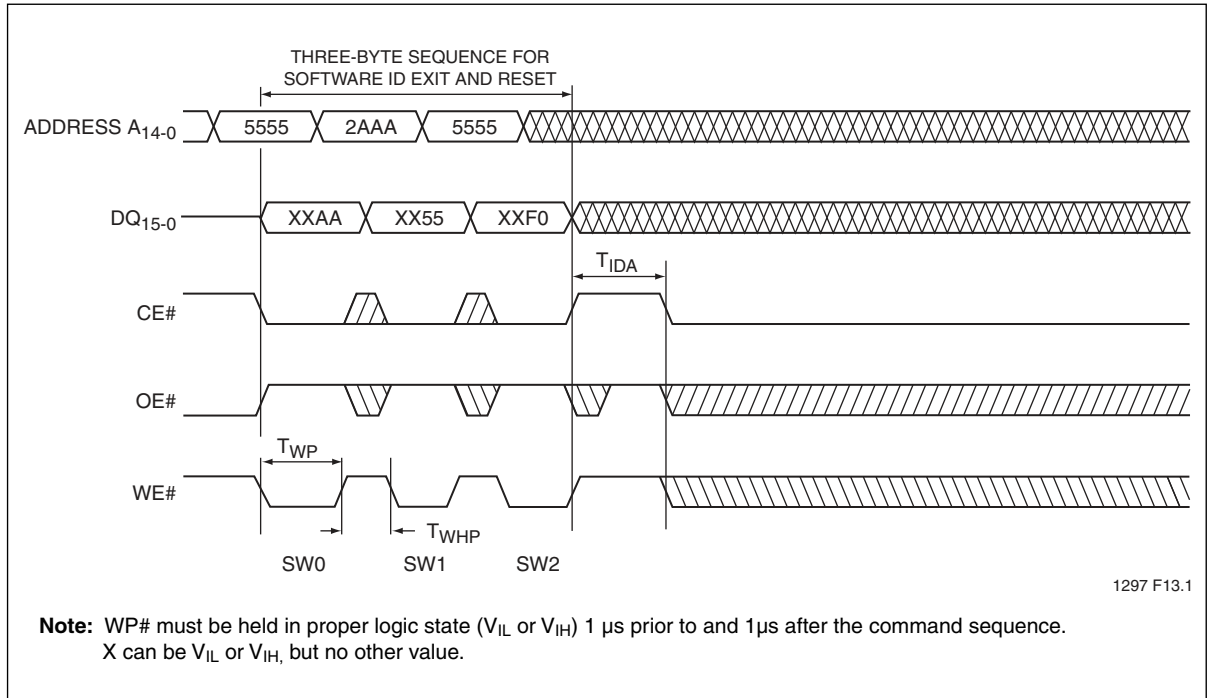 THREE-BYTE SEQUENCE FOR
SOFTWARE ID EXIT AND RESET
ADDRESS A14-0 5555 2AAA 5555
DQ15-0 XXAA XX55 XXF0
TIDA
CE#
OE#
TWP
WE#
TWHP
SW0 SW1 SW2
1297 F13.1
Note: WP# must be held in proper logic state (VIL or VIH) 1 µs prior to and 1µs after the command sequence.
X can be VIL or VIH, but no other value.